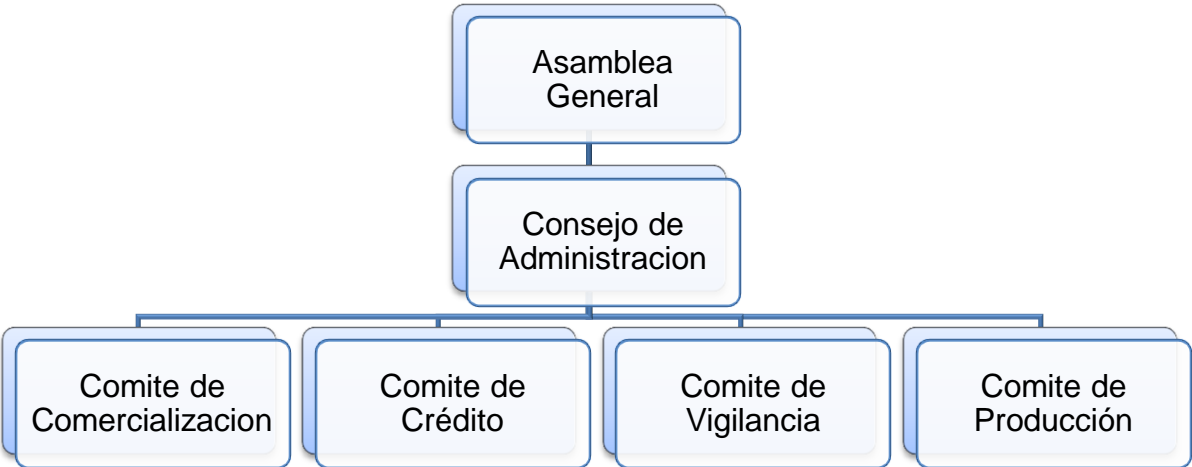 Asamblea
General
Consejo de
Administracion
Comite de
Comercializacion
Comite de
Crédito
Comite de
Vigilancia
Comite de
Producción